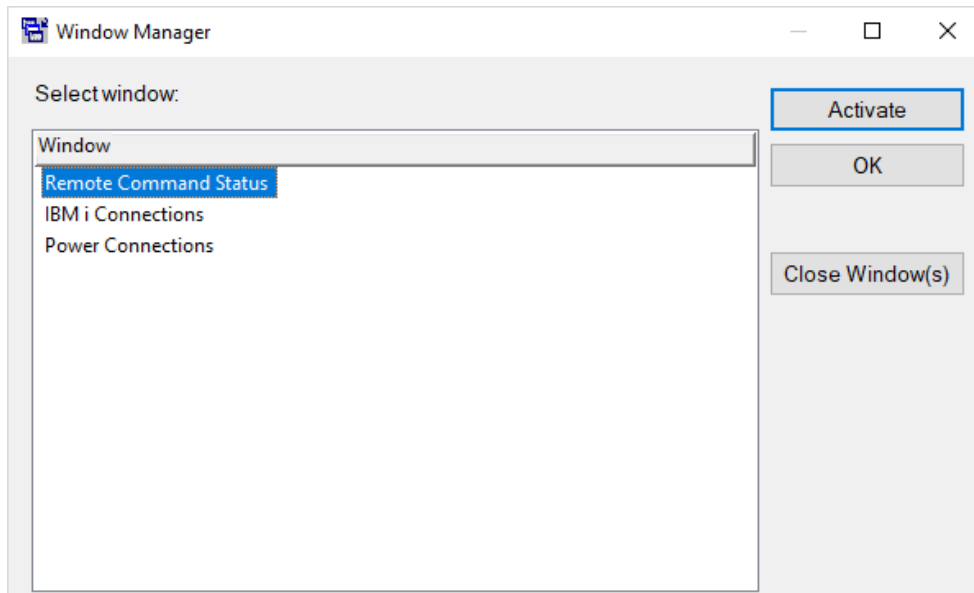 Window Manager
Select window:
Activate
Window
OK
Remote Command Status
IBM i Connections
Power Connections
Close Window(s)